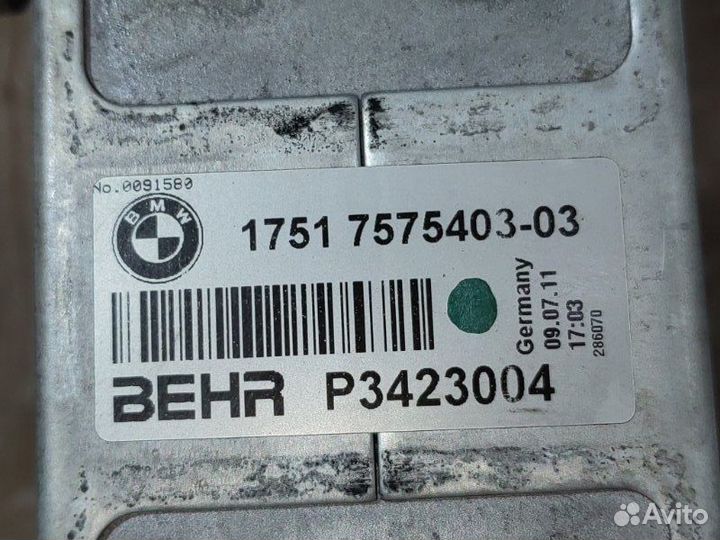 No.0091580
BMW
1751 7575403-03
Germany
09.07.11
17:03
286070
BEHR P3423004
Avito